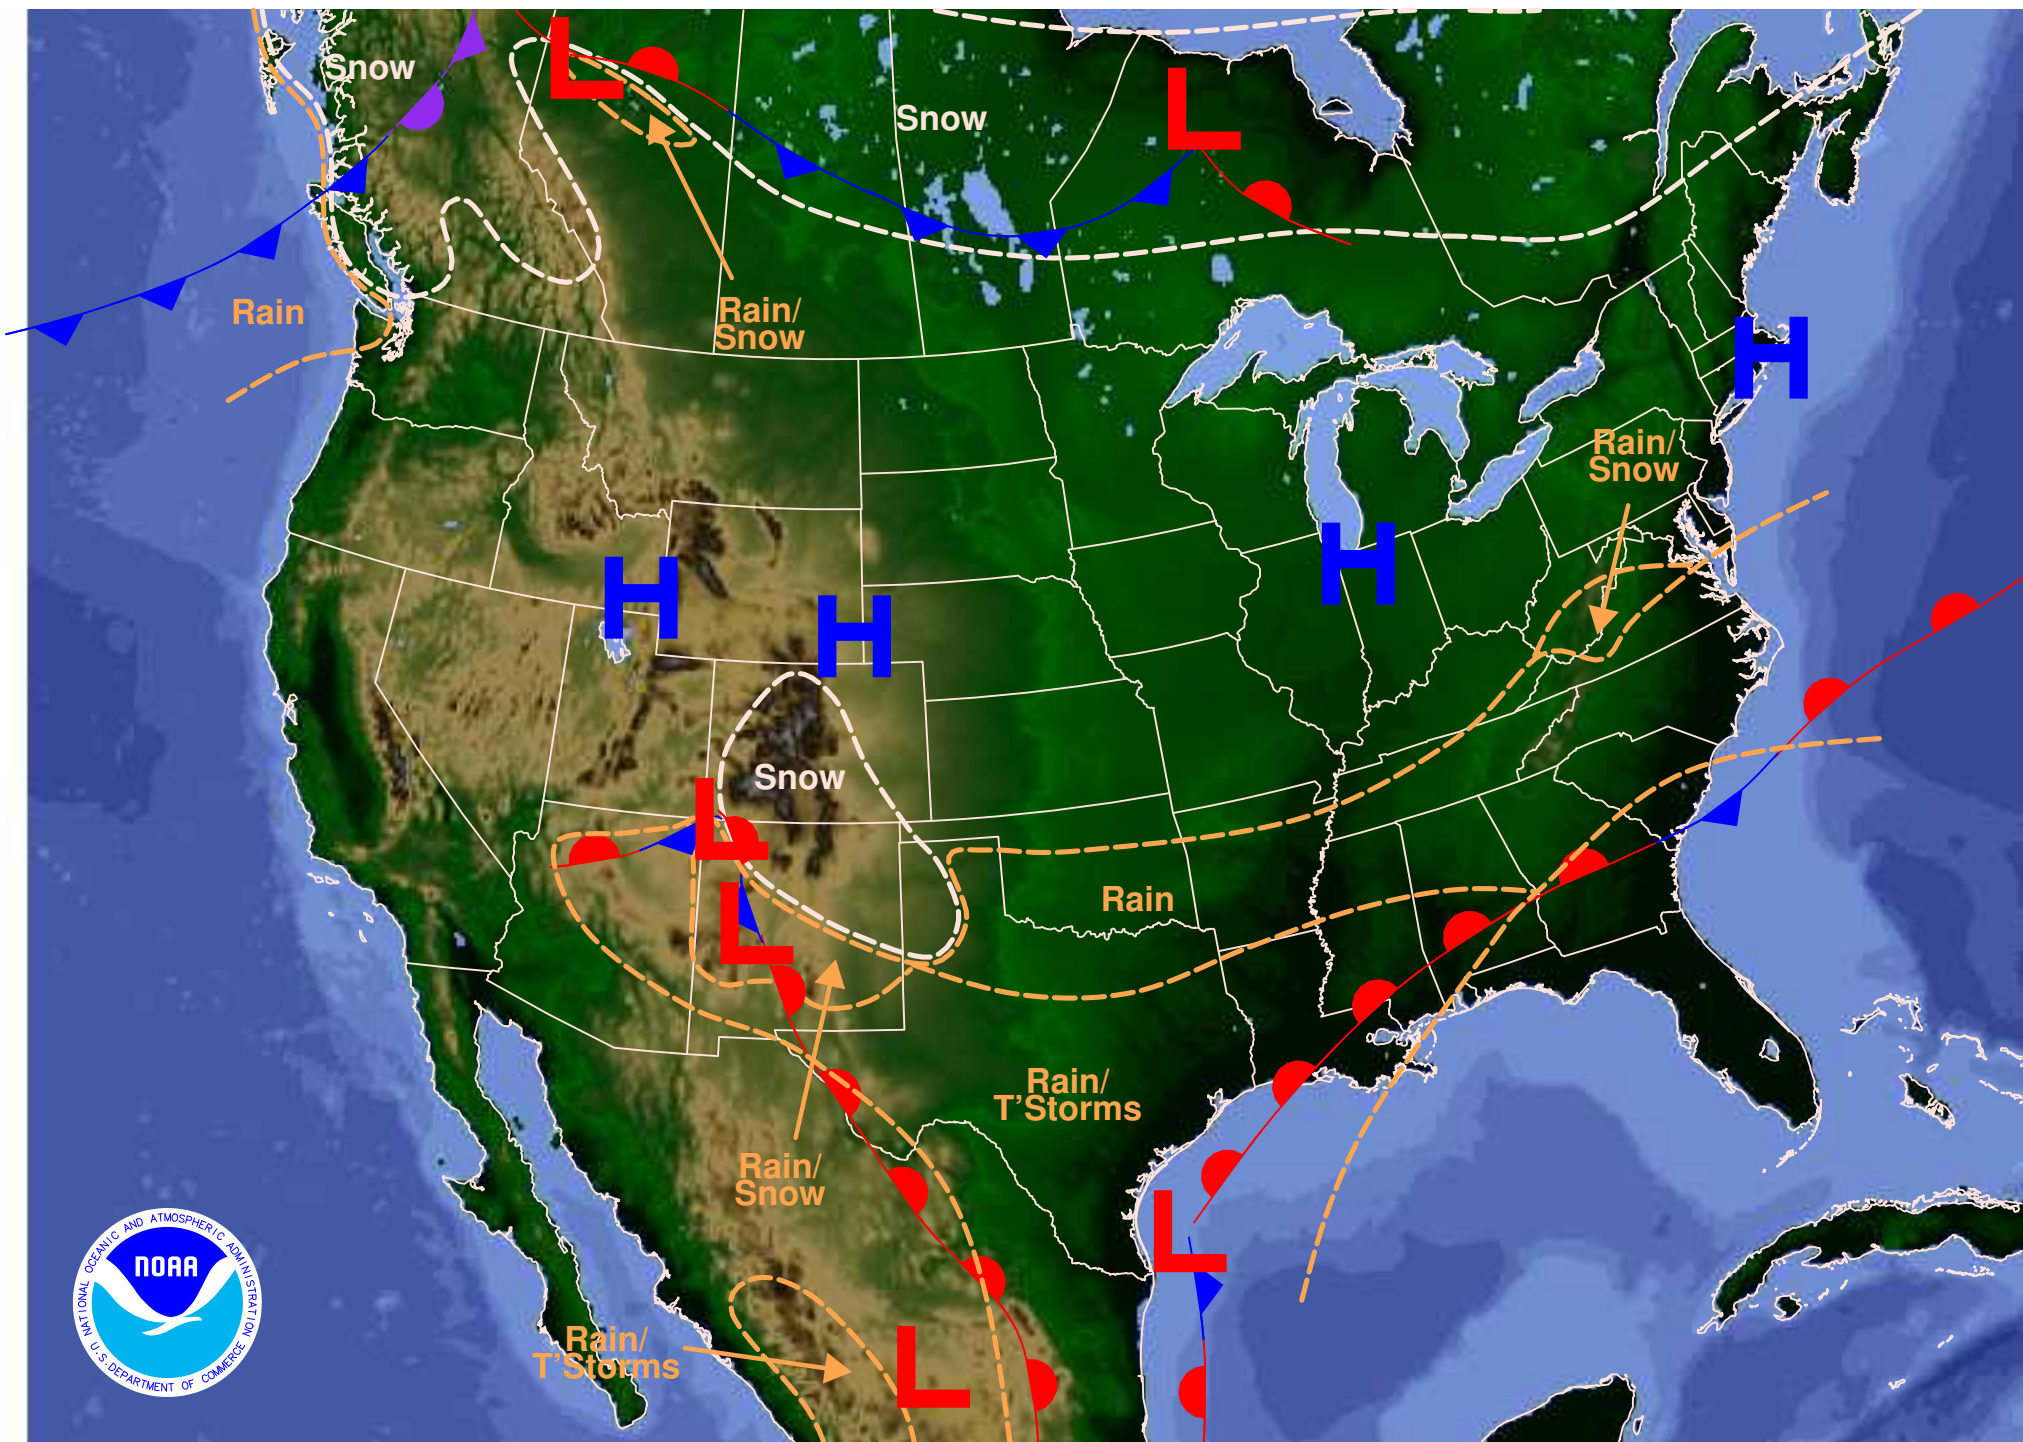 Snow
Snow
L
L
Rain
Rain/
Snow
H
Rain/
Snow
H
H
H
Snow
L
Rain
L
Rain/
T'Storms
Rain/
Snow
L
NATIONAL OCEANIC AND ATMOSPHERIC ADMINISTRATION
NOAA
U.S. DEPARTMENT OF COMMERCE
Rain/
T'Storms
L